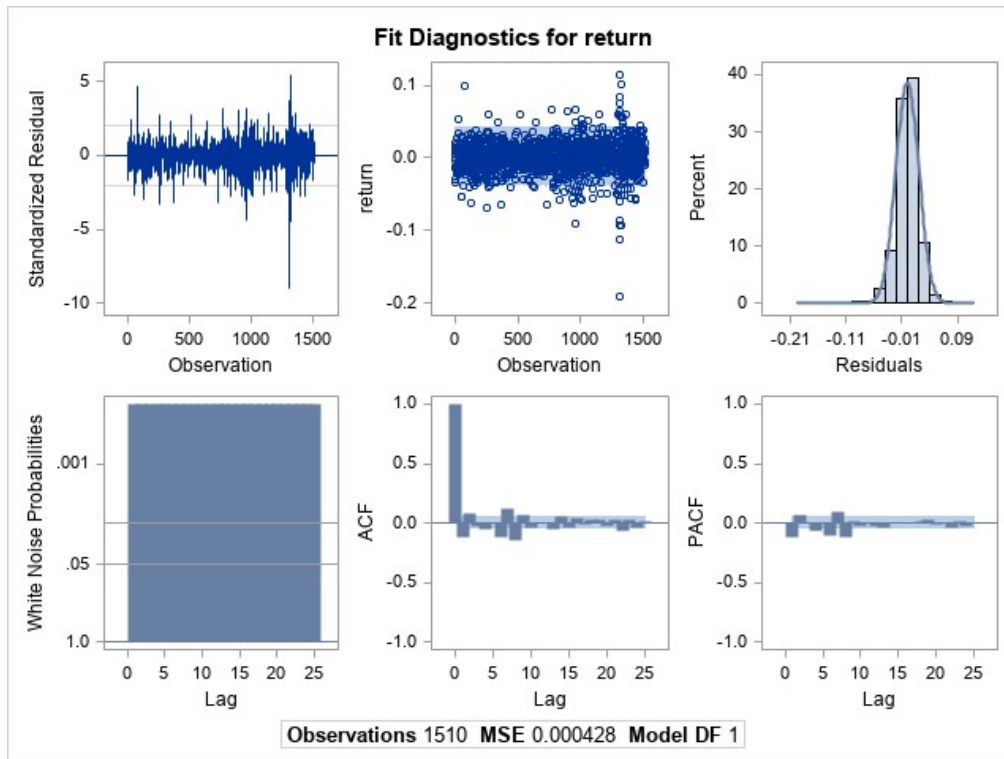 Fit Diagnostics for return
Standardized Residual
5
0
-5
-10
0 500 1000 1500
Observation
return
0.1
0.0
-0.1
-0.2
0 500 1000 1500
Observation
Percent
40
30
20
10
0
-0.21 -0.11 -0.01 0.09
Residuals
White Noise Probabilities
.001
.05
1.0
0 5 10 15 20 25
Lag
ACF
1.0
0.5
0.0
-0.5
-1.0
0 5 10 15 20 25
Lag
PACF
1.0
0.5
0.0
-0.5
-1.0
0 5 10 15 20 25
Lag
Observations 1510 MSE 0.000428 Model DF 1